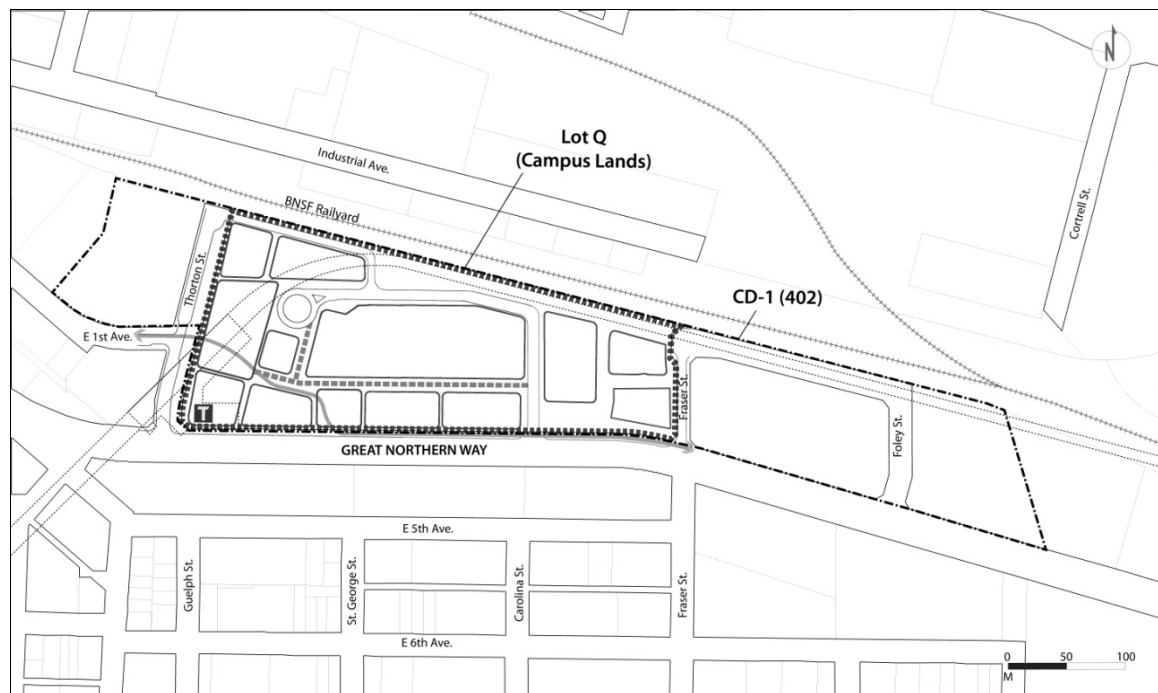 N
Lot Q
(Campus Lands)
Industrial Ave.
BNSF Railyard
Cortrell St.
Thorton St.
CD-1 (402)
E 1st Ave.
T
Fraser St.
Foley St.
GREAT NORTHERN WAY
E 5th Ave.
Guelph St.
St. George St.
Carolina St.
Fraser St.
E 6th Ave.
0 50 100
M